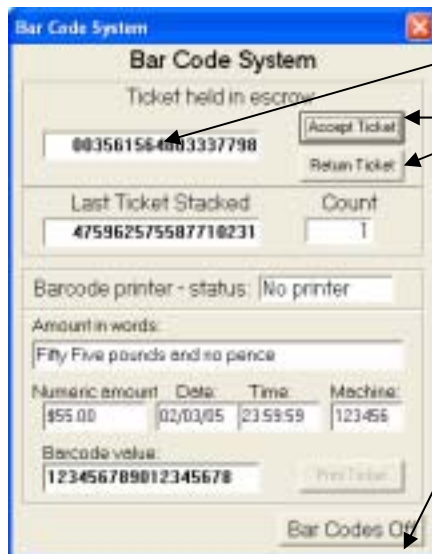 Bar Code System
Bar Code System
Ticket held in escrow
Accept Ticket
Return Ticket
Last Ticket Stacked Count
475962575587710231 1
Barcode printer - status: No printer
Amount in words:
Fifty Five pounds and no pence
Numeric amount Date: Time: Machine:
$55.00 02/03/05 23:59:59 123456
Barcode value:
123456789012345678 Print Ticket
Bar Codes Off